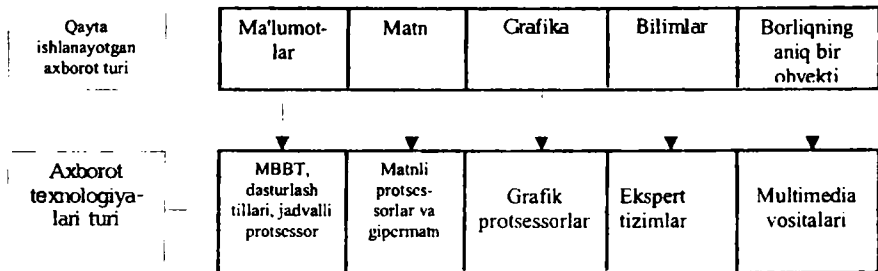 Qayta
ishlanayotgan
axborot turi
Ma'lumot-
lar
Matn
Grafika
Bilimlar
Borliqning
aniq bir
obyekti
Axborot
texnologiya-
lari turi
MBBT,
dasturlash
tillari, jadvalli
protsessor
Matnli
protses-
sorlar va
gipermatn
Grafik
protsessorlar
Ekspert
tizimlar
Multimedia
vositalari